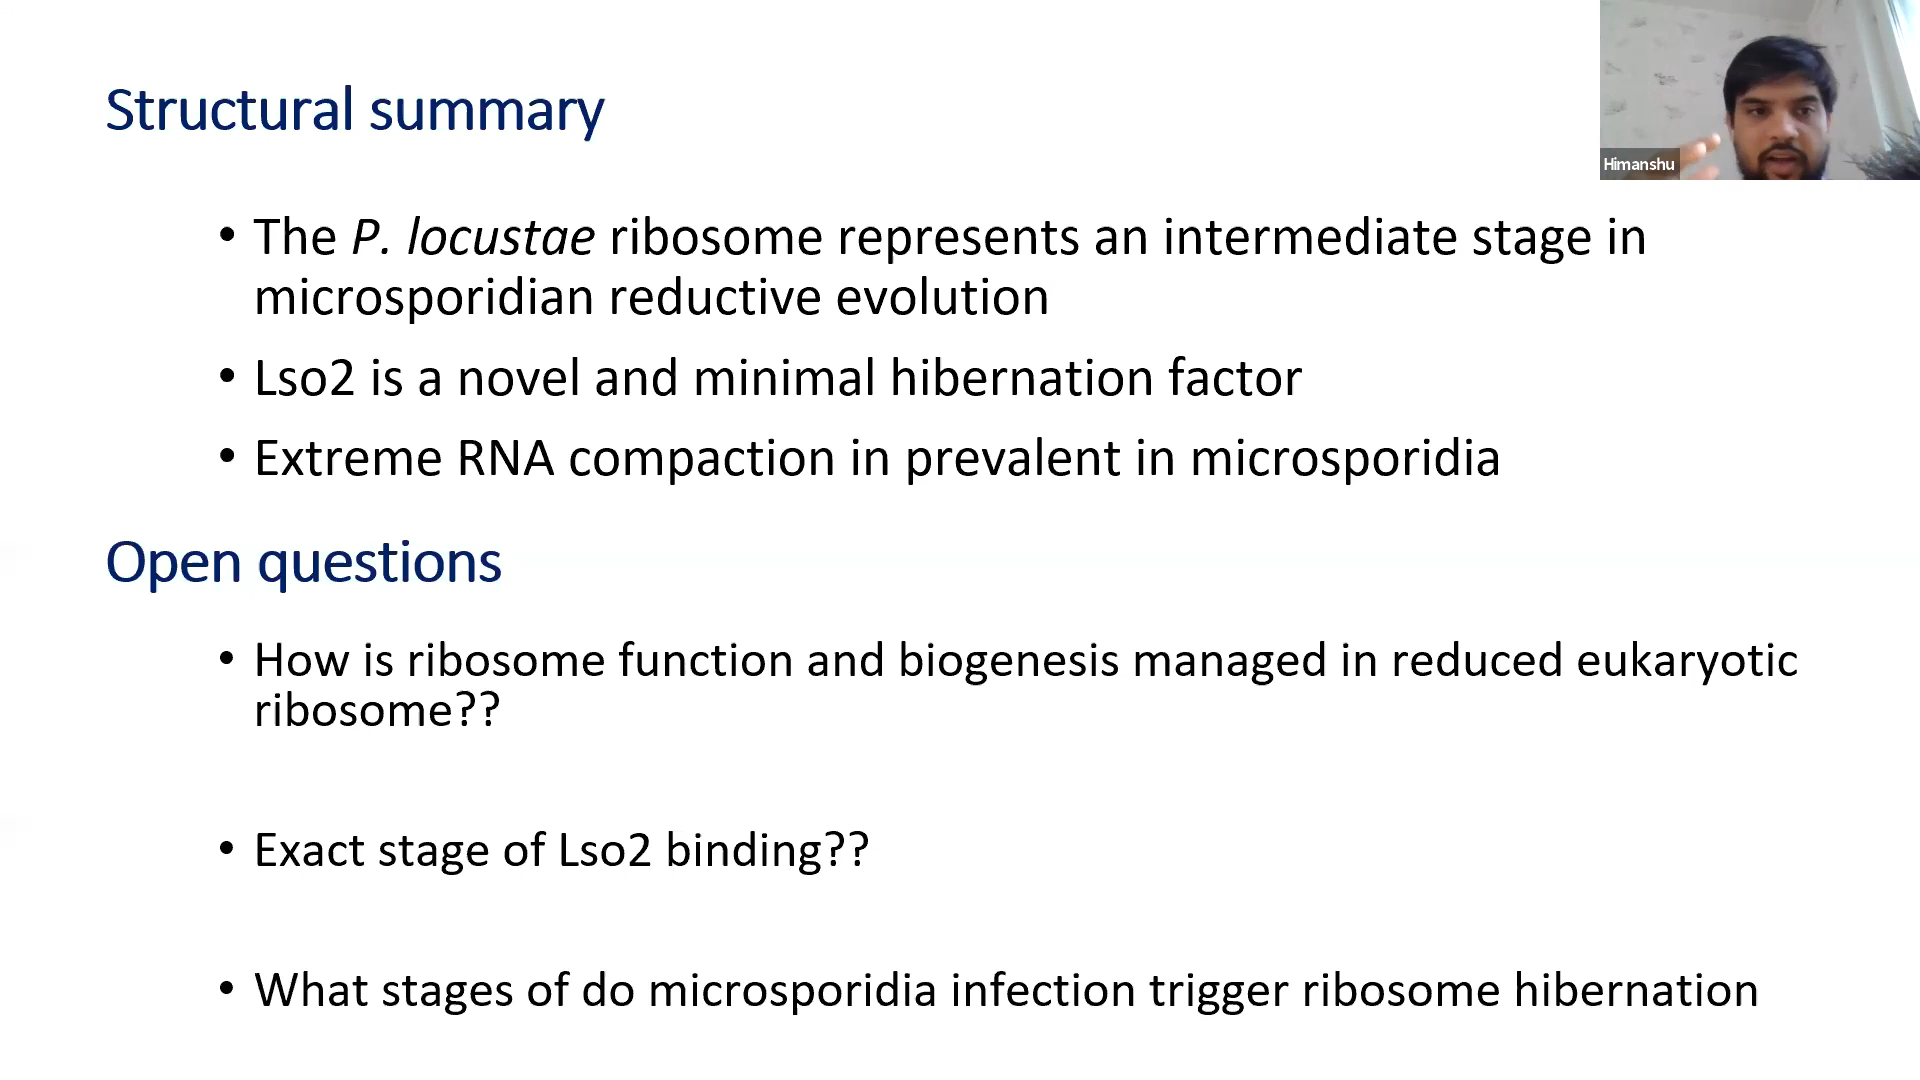 Structural summary
Himanshu
• The P. locustae ribosome represents an intermediate stage in
microsporidian reductive evolution
• Lso2 is a novel and minimal hibernation factor
• Extreme RNA compaction in prevalent in microsporidia
Open questions
• How is ribosome function and biogenesis managed in reduced eukaryotic
ribosome??
• Exact stage of Lso2 binding??
• What stages of do microsporidia infection trigger ribosome hibernation